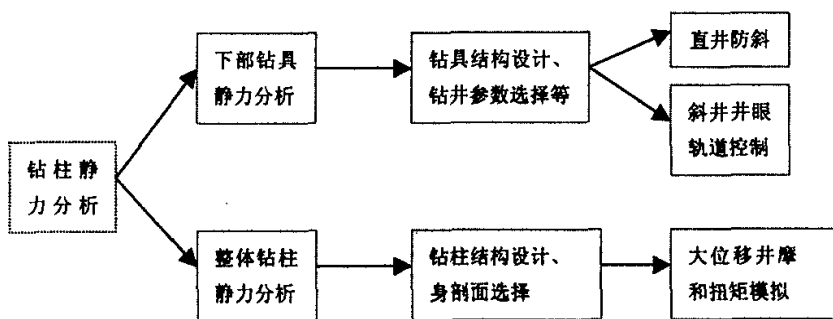 下部钻具
静力分析
钻具结构设计、
钻井参数选择等
直井防斜
斜井井眼
轨道控制
钻柱静
力分析
整体钻柱
静力分析
钻柱结构设计、
身剖面选择
大位移井摩
和扭矩模拟